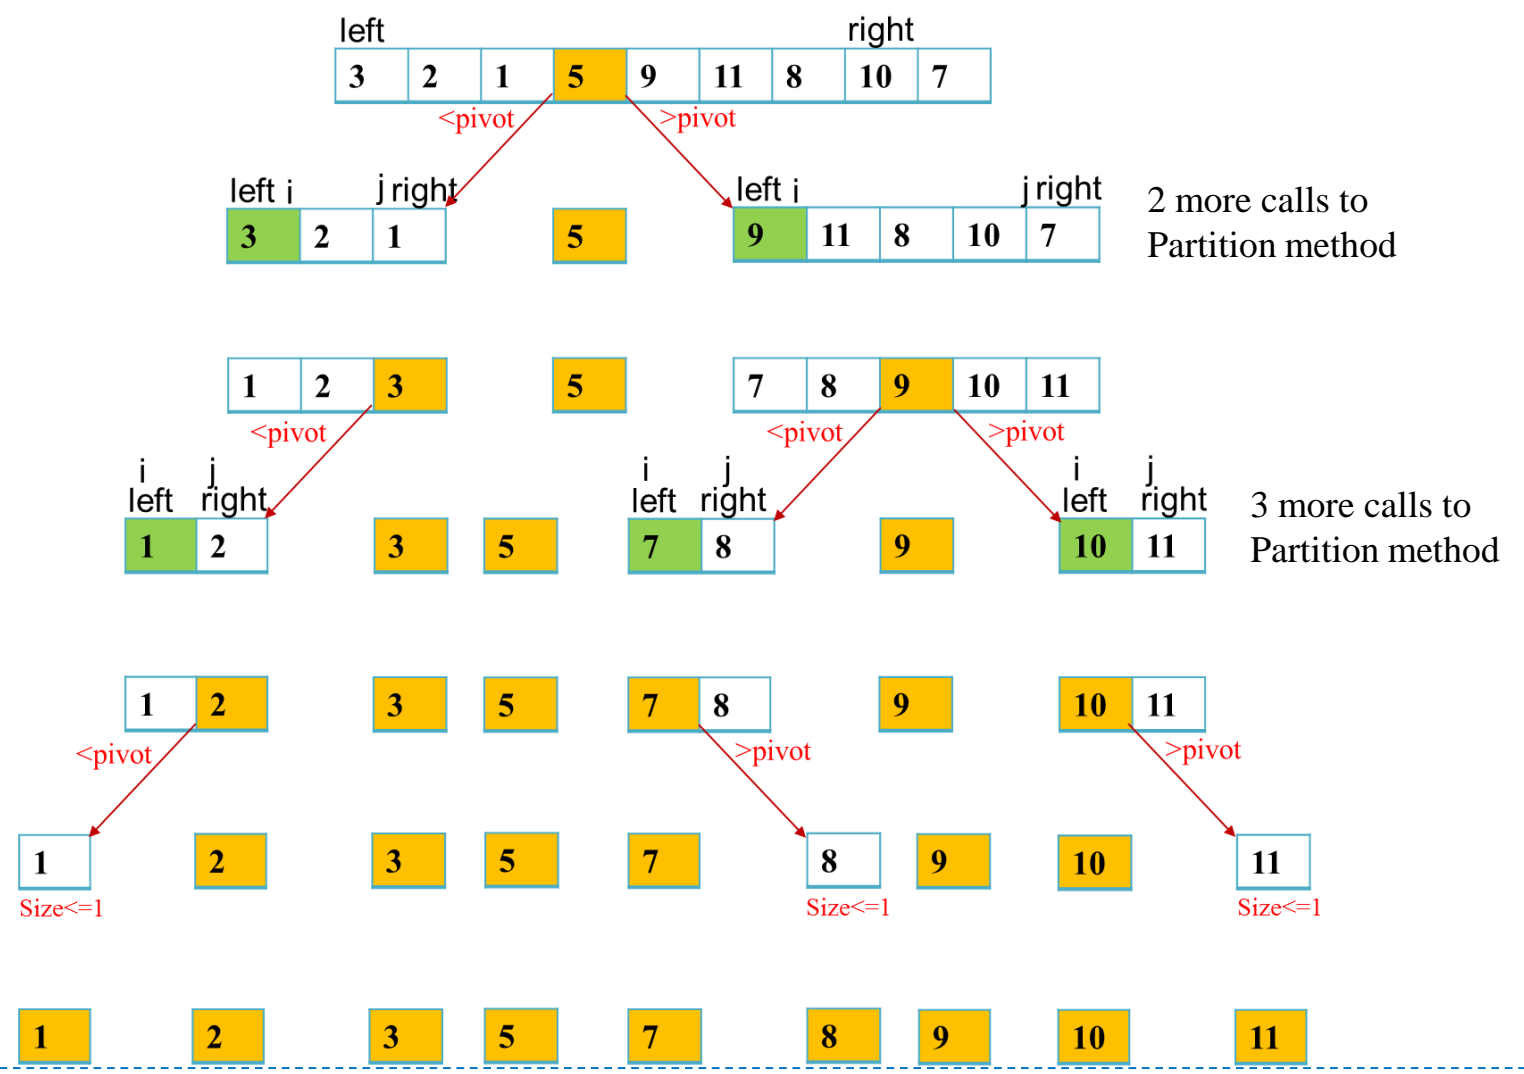 left right
3 2 1 5 9 11 8 10 7
<pivot >pivot
left i j right left i j right
3 2 1 5 9 11 8 10 7
2 more calls to
Partition method
1 2 3 5 7 8 9 10 11
<pivot <pivot >pivot
i j i j i j
left right left right left right
1 2 3 5 7 8 9 10 11
3 more calls to
Partition method
1 2 3 5 7 8 9 10 11
<pivot >pivot >pivot
1 2 3 5 7 8 9 10 11
Size<=1 Size<=1 Size<=1
1 2 3 5 7 8 9 10 11